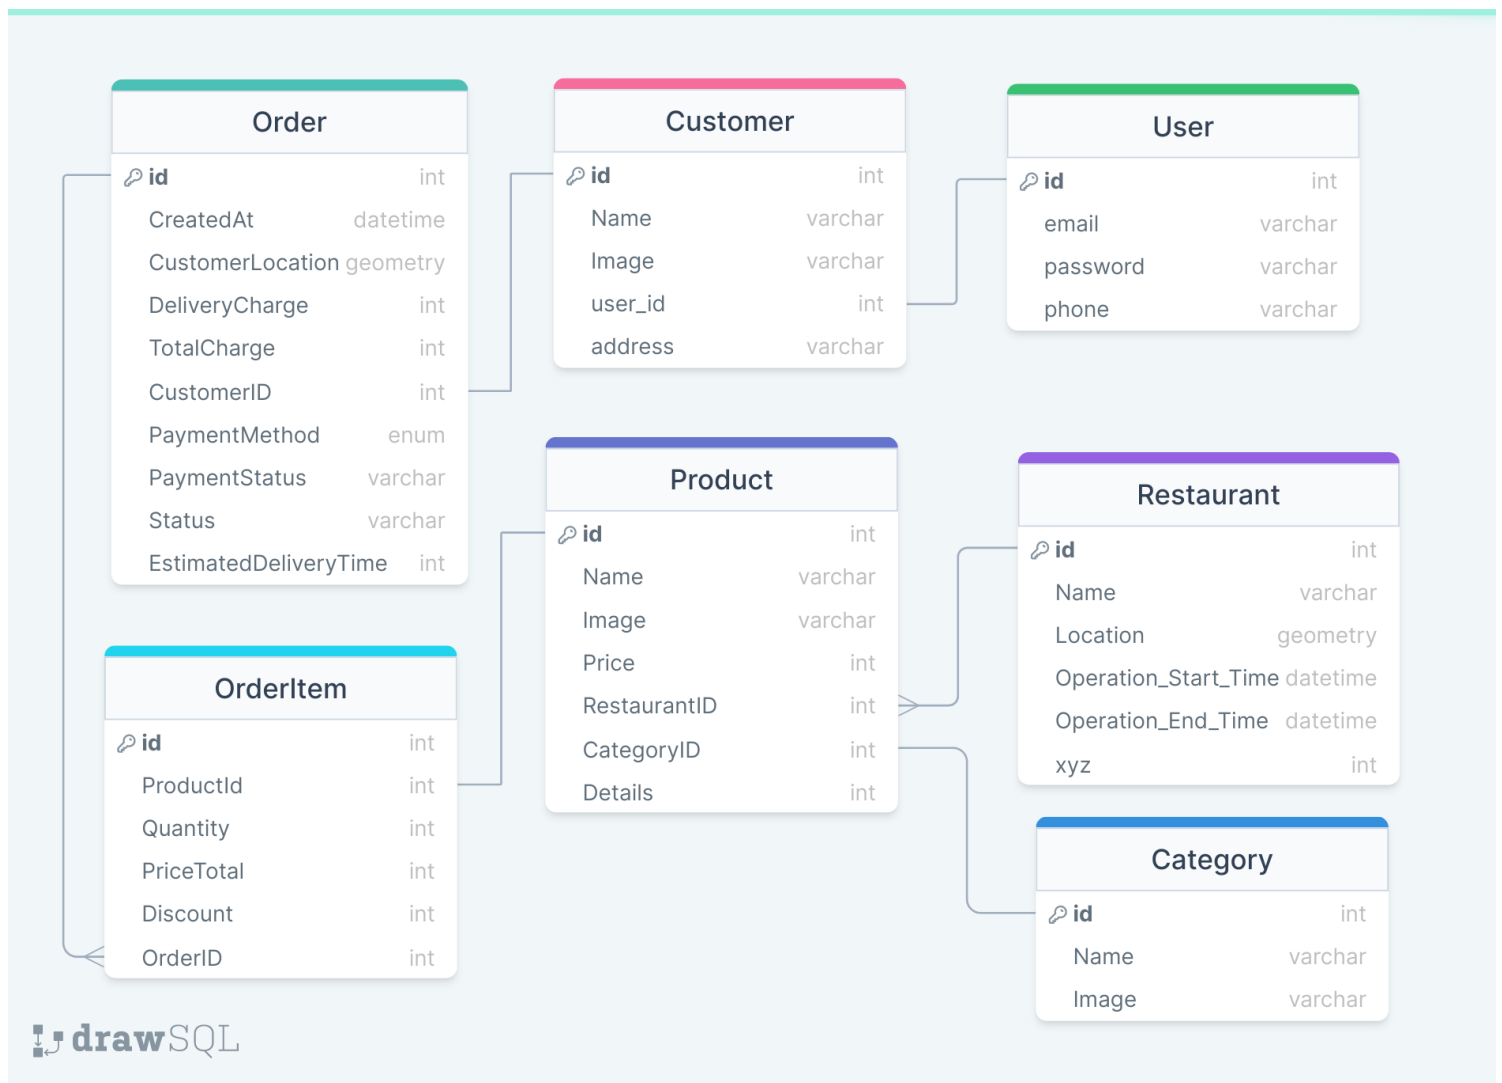 Order
id int
CreatedAt datetime
CustomerLocation geometry
DeliveryCharge int
TotalCharge int
CustomerID int
PaymentMethod enum
PaymentStatus varchar
Status varchar
EstimatedDeliveryTime int
Customer
id int
Name varchar
Image varchar
user_id int
address varchar
User
id int
email varchar
password varchar
phone varchar
Product
id int
Name varchar
Image varchar
Price int
RestaurantID int
CategoryID int
Details int
Restaurant
id int
Name varchar
Location geometry
Operation_Start_Time datetime
Operation_End_Time datetime
xyz int
OrderItem
id int
ProductId int
Quantity int
PriceTotal int
Discount int
OrderID int
Category
id int
Name varchar
Image varchar
drawSQL